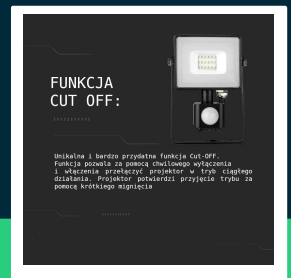 FUNKCJA
CUT OFF:
Unikalna i bardzo przydatna funkcja Cut-OFF.
Funkcja pozwala za pomocą chwilowego wyłączenia
i włączenia przełączyć projektor w tryb ciągłego
działania. Projektor potwierdzi przyjęcie trybu za
pomocą krótkiego mignięcia